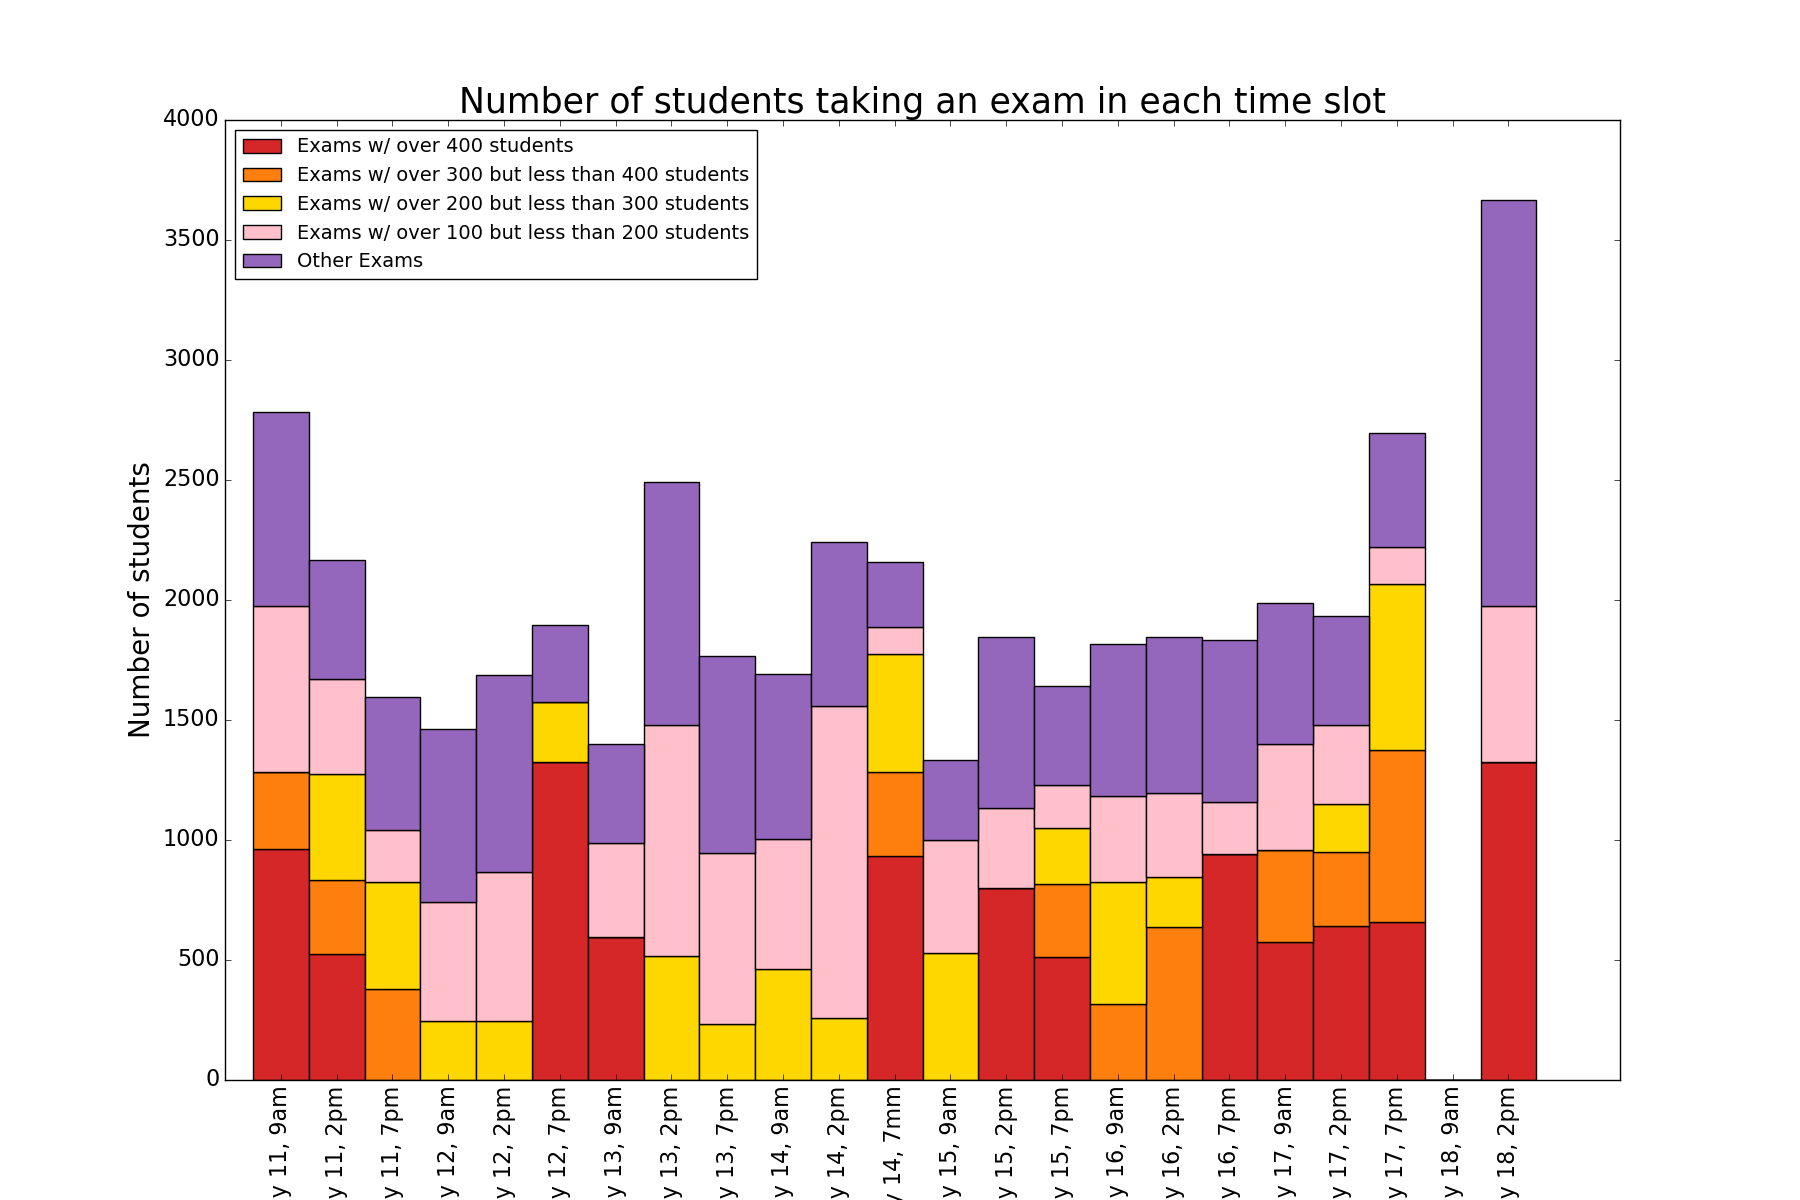 Number of students taking an exam in each time slot
Exams w/ over 400 students
Exams w/ over 300 but less than 400 students
Exams w/ over 200 but less than 300 students
Exams w/ over 100 but less than 200 students
Other Exams
Number of students
4000
3500
3000
2500
2000
1500
1000
500
0
y 11, 9am
y 11, 2pm
y 11, 7pm
y 12, 9am
y 12, 2pm
y 12, 7pm
y 13, 9am
y 13, 2pm
y 13, 7pm
y 14, 9am
y 14, 2pm
y 14, 7mm
y 15, 9am
y 15, 2pm
y 15, 7pm
y 16, 9am
y 16, 2pm
y 16, 7pm
y 17, 9am
y 17, 2pm
y 17, 7pm
y 18, 9am
y 18, 2pm